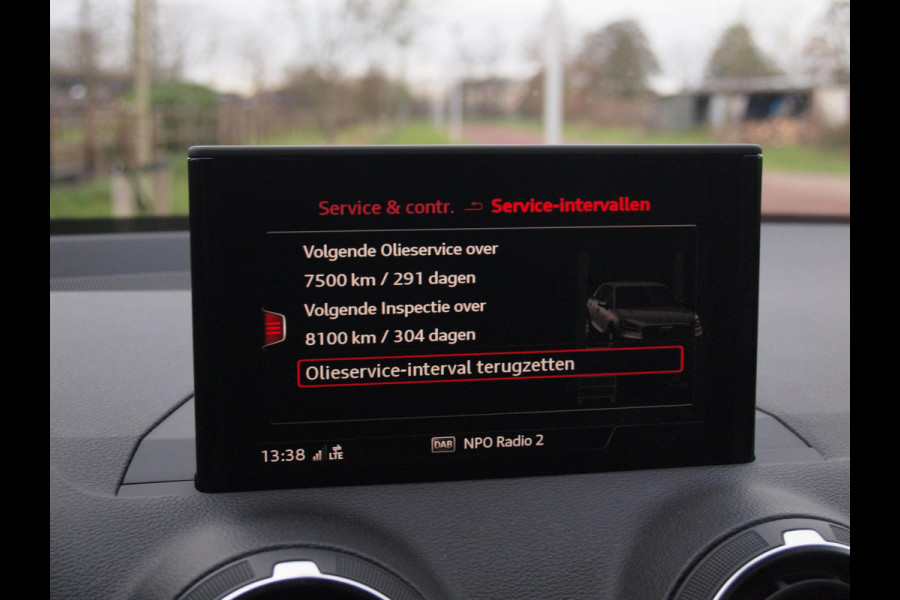 Service & contr. Service-intervallen
Volgende Olieservice over
7500 km / 291 dagen
Volgende Inspectie over
8100 km / 304 dagen
Olieservice-interval terugzetten
13:38 LTE DAB NPO Radio 2